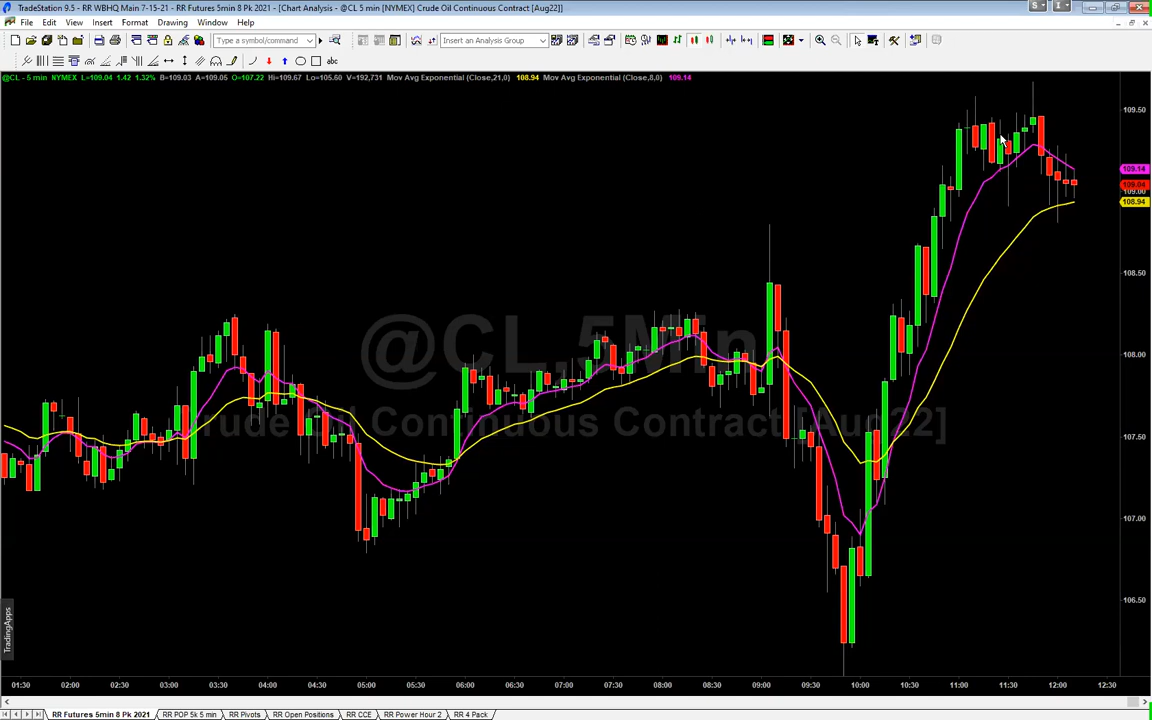 TradeStation 9.5 - RR WBHQ Main 7-15-21 - RR Futures 5min 8 Pk 2021 - [Chart Analysis - @CL 5 min [NYMEX] Crude Oil Continuous Contract [Aug22]]
S
I
File Edit View Insert Format Drawing Window Help
Type a symbol/command
Insert an Analysis Group
abc
@CL - 5 min NYMEX L=109.04 1.42 1.32% B=109.03 A=109.05 O=107.22 Hi=109.67 Lo=105.60 V=192,731 Mov Avg Exponential (Close,21,0) 108.94 Mov Avg Exponential (Close,8,0) 109.14
109.50
109.14
109.04
109.00
108.94
108.50
108.00
107.50
107.00
106.50
@CL,5Min
Crude Oil Continuous Contract [Aug22]
TradingApps
01:30 02:00 02:30 03:00 03:30 04:00 04:30 05:00 05:30 06:00 06:30 07:00 07:30 08:00 08:30 09:00 09:30 10:00 10:30 11:00 11:30 12:00 12:30
RR Futures 5min 8 Pk 2021 RR POP 5k 5 min RR Pivots RR Open Positions RR CCE RR Power Hour 2 RR 4 Pack